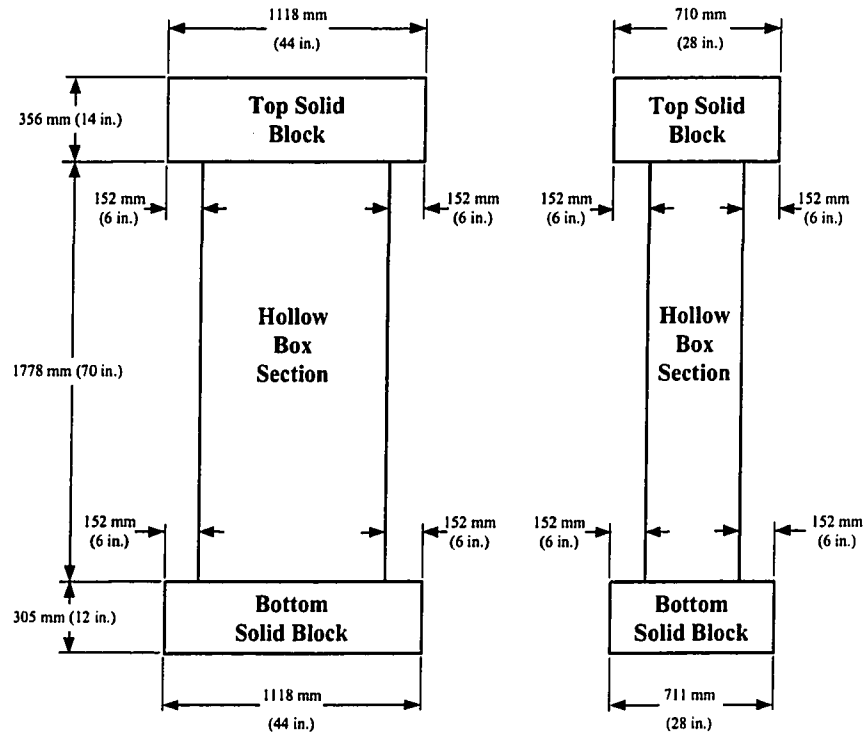 1118 mm
(44 in.)
710 mm
(28 in.)
Top Solid
Block
Top Solid
Block
356 mm (14 in.)
152 mm
(6 in.)
152 mm
(6 in.)
152 mm
(6 in.)
152 mm
(6 in.)
Hollow
Box
Section
Hollow
Box
Section
1778 mm (70 in.)
152 mm
(6 in.)
152 mm
(6 in.)
152 mm
(6 in.)
152 mm
(6 in.)
Bottom
Solid Block
Bottom
Solid Block
305 mm (12 in.)
1118 mm
(44 in.)
711 mm
(28 in.)